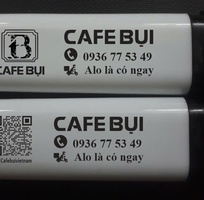 CAFE BỤI
CAFE BỤI
0936 77 53 49
Alo là có ngay
CAFE BỤI
0936 77 53 49
Alo là có ngay
Cafebuivietnam